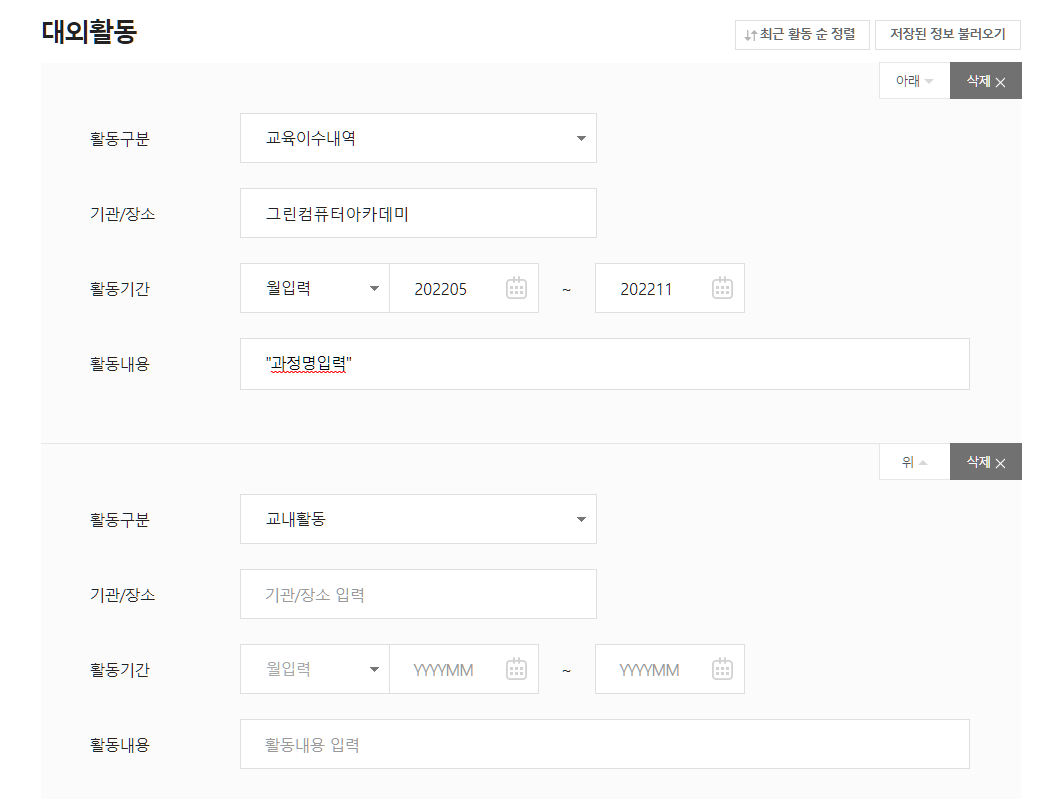 대외활동
최근 활동 순 정렬 저장된 정보 불러오기
아래 삭제
활동구분 교육이수내역
기관/장소 그린컴퓨터아카데미
활동기간 월입력 202205 ~ 202211
활동내용 "과정명입력"
위 삭제
활동구분 교내활동
기관/장소 기관/장소 입력
활동기간 월입력 YYYYMM ~ YYYYMM
활동내용 활동내용 입력